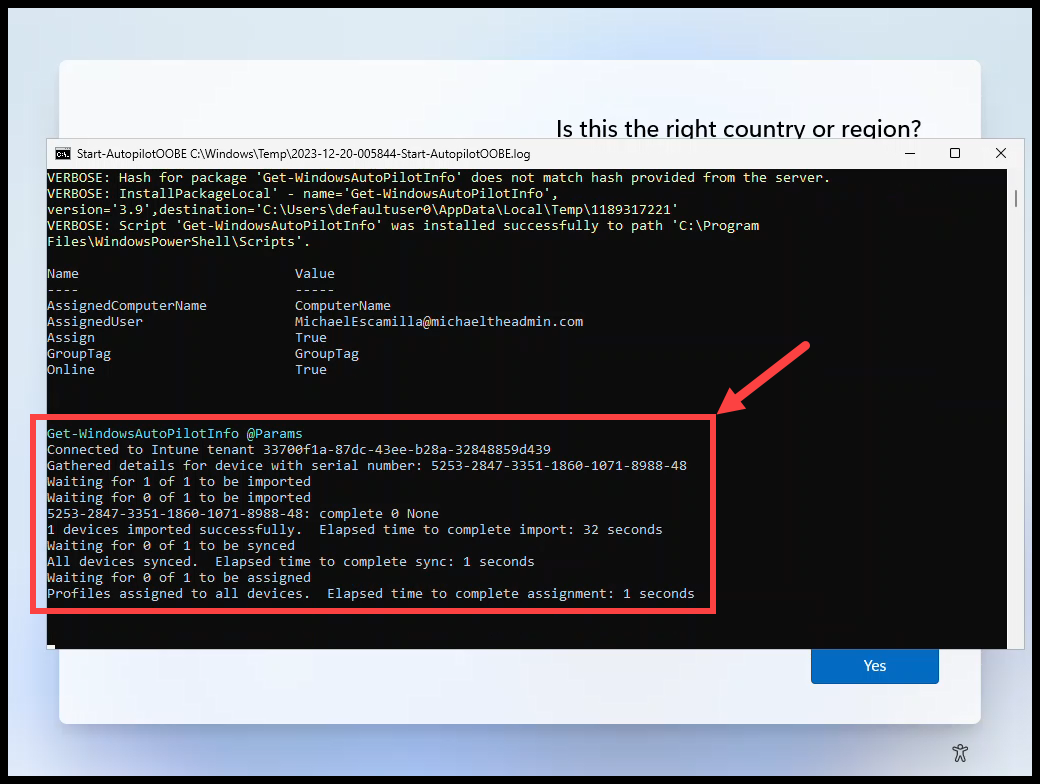 Is this the right country or region?
Start-AutopilotOOBE C:\Windows\Temp\2023-12-20-005844-Start-AutopilotOOBE.log
VERBOSE: Hash for package 'Get-WindowsAutoPilotInfo' does not match hash provided from the server.
VERBOSE: InstallPackageLocal' - name='Get-WindowsAutoPilotInfo',
version='3.9',destination='C:\Users\defaultuser0\AppData\Local\Temp\1189317221'
VERBOSE: Script 'Get-WindowsAutoPilotInfo' was installed successfully to path 'C:\Program
Files\WindowsPowerShell\Scripts'.
Name Value
---- -----
AssignedComputerName ComputerName
AssignedUser MichaelEscamilla@michaeltheadmin.com
Assign True
GroupTag GroupTag
Online True
Get-WindowsAutoPilotInfo @Params
Connected to Intune tenant 33700f1a-87dc-43ee-b28a-32848859d439
Gathered details for device with serial number: 5253-2847-3351-1860-1071-8988-48
Waiting for 1 of 1 to be imported
Waiting for 0 of 1 to be imported
5253-2847-3351-1860-1071-8988-48: complete 0 None
1 devices imported successfully.  Elapsed time to complete import: 32 seconds
Waiting for 0 of 1 to be synced
All devices synced.  Elapsed time to complete sync: 1 seconds
Waiting for 0 of 1 to be assigned
Profiles assigned to all devices.  Elapsed time to complete assignment: 1 seconds
Yes